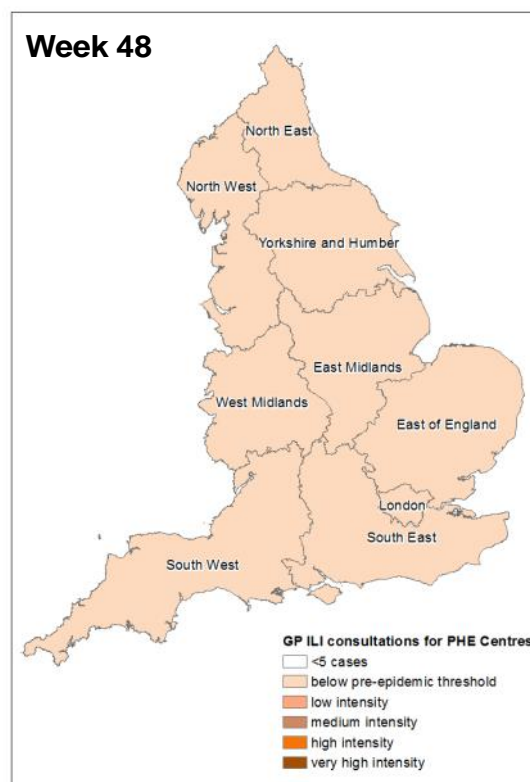 Week 48
North East
North West
Yorkshire and Humber
East Midlands
West Midlands
East of England
London
South East
South West
GP ILI consultations for PHE Centres
<5 cases
below pre-epidemic threshold
low intensity
medium intensity
high intensity
very high intensity